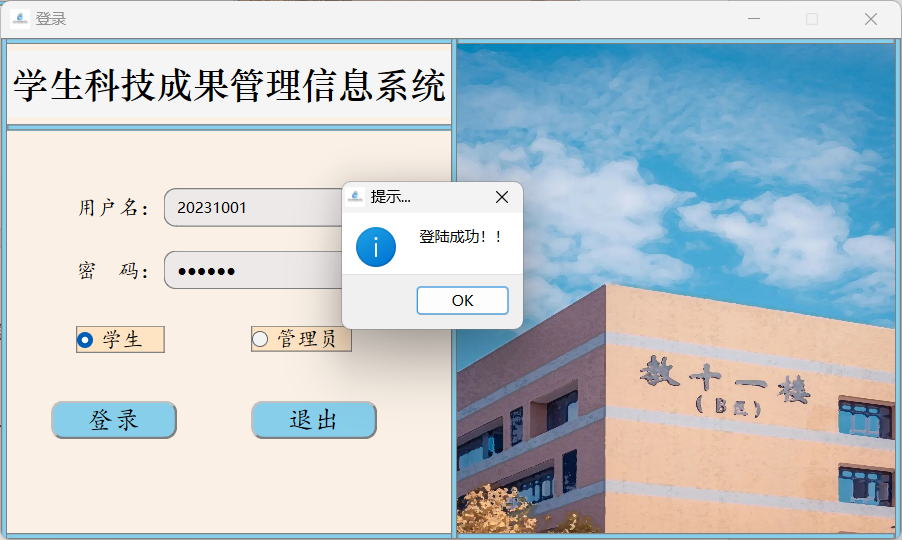 登录
学生科技成果管理信息系统
用户名：
20231001
密 码：
••••••
提示...
登陆成功！！
OK
学生
管理员
登录
退出
教十一楼
（B区）